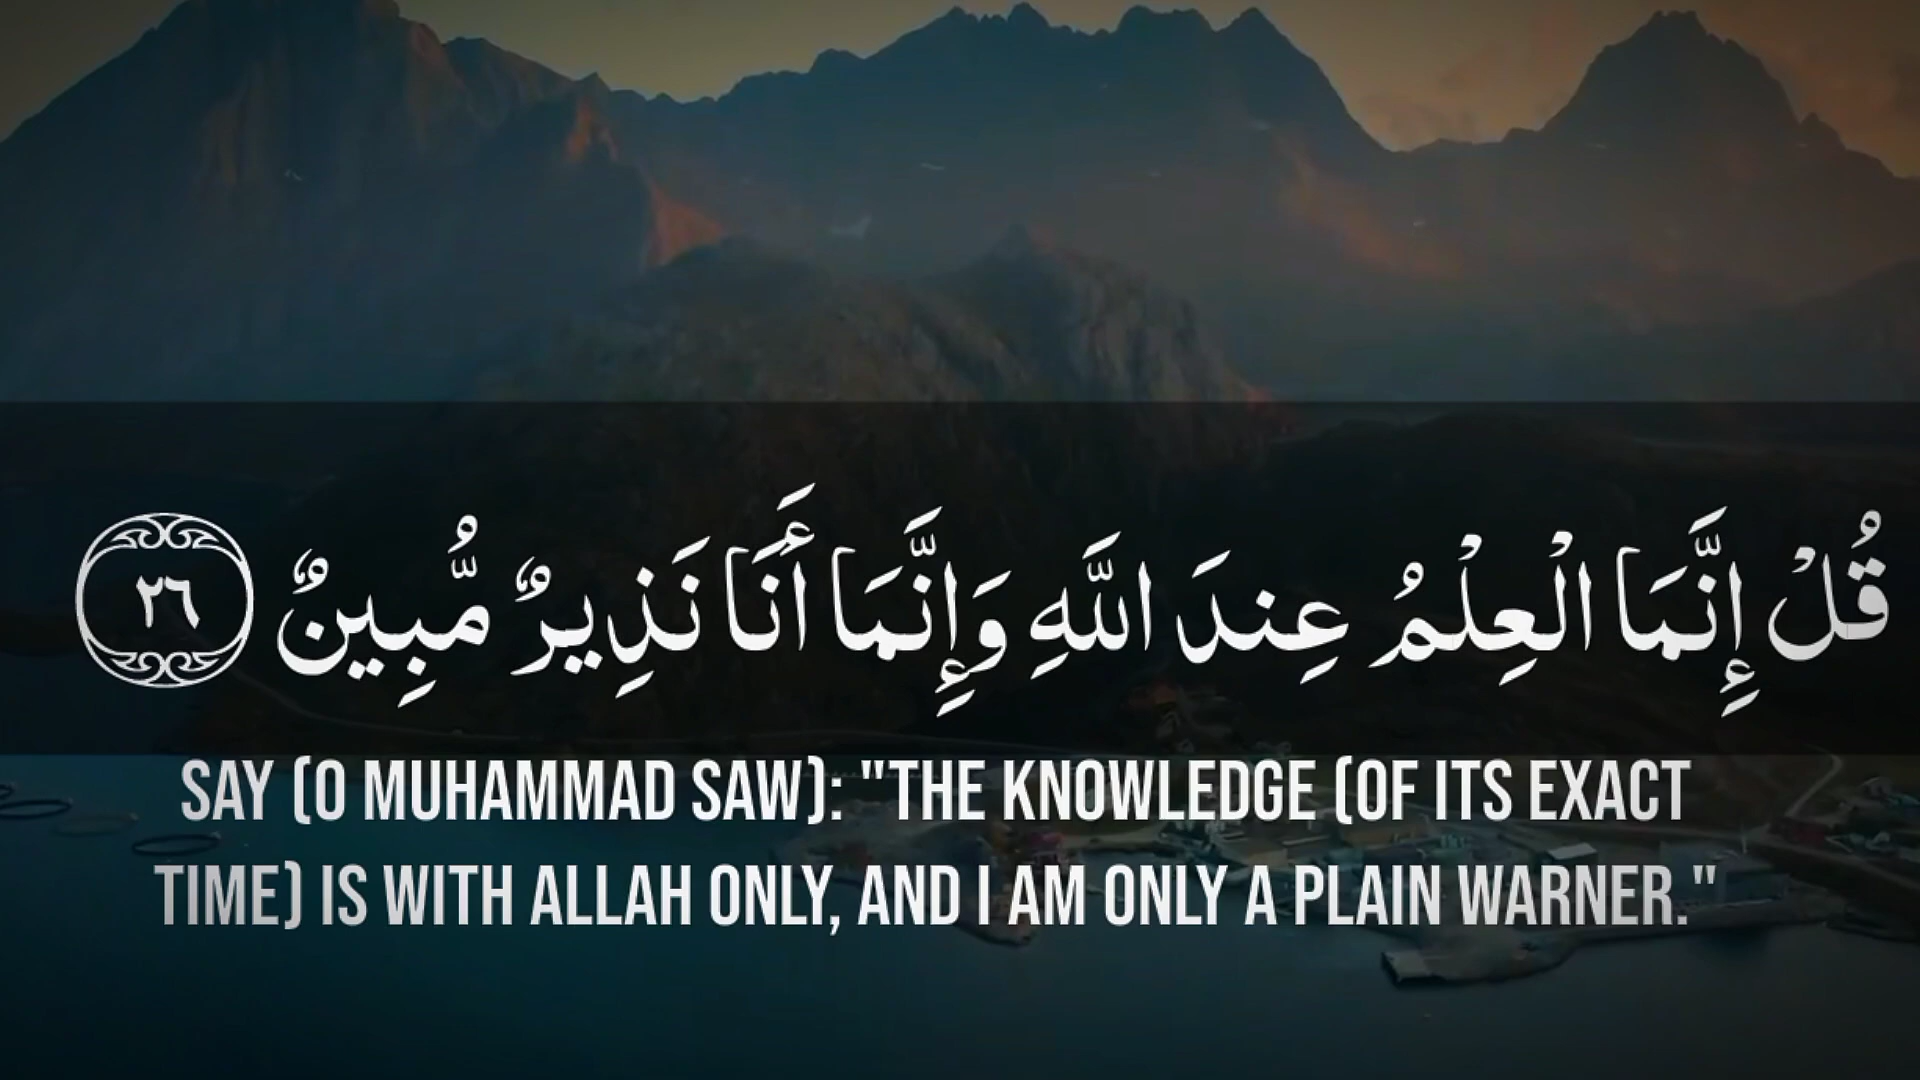 قُلْ إِنَّمَا الْعِلْمُ عِندَ اللَّهِ وَإِنَّمَا أَنَا نَذِيرٌ مُّبِينٌ ٢٦
SAY (O MUHAMMAD SAW): "THE KNOWLEDGE (OF ITS EXACT
TIME) IS WITH ALLAH ONLY, AND I AM ONLY A PLAIN WARNER."